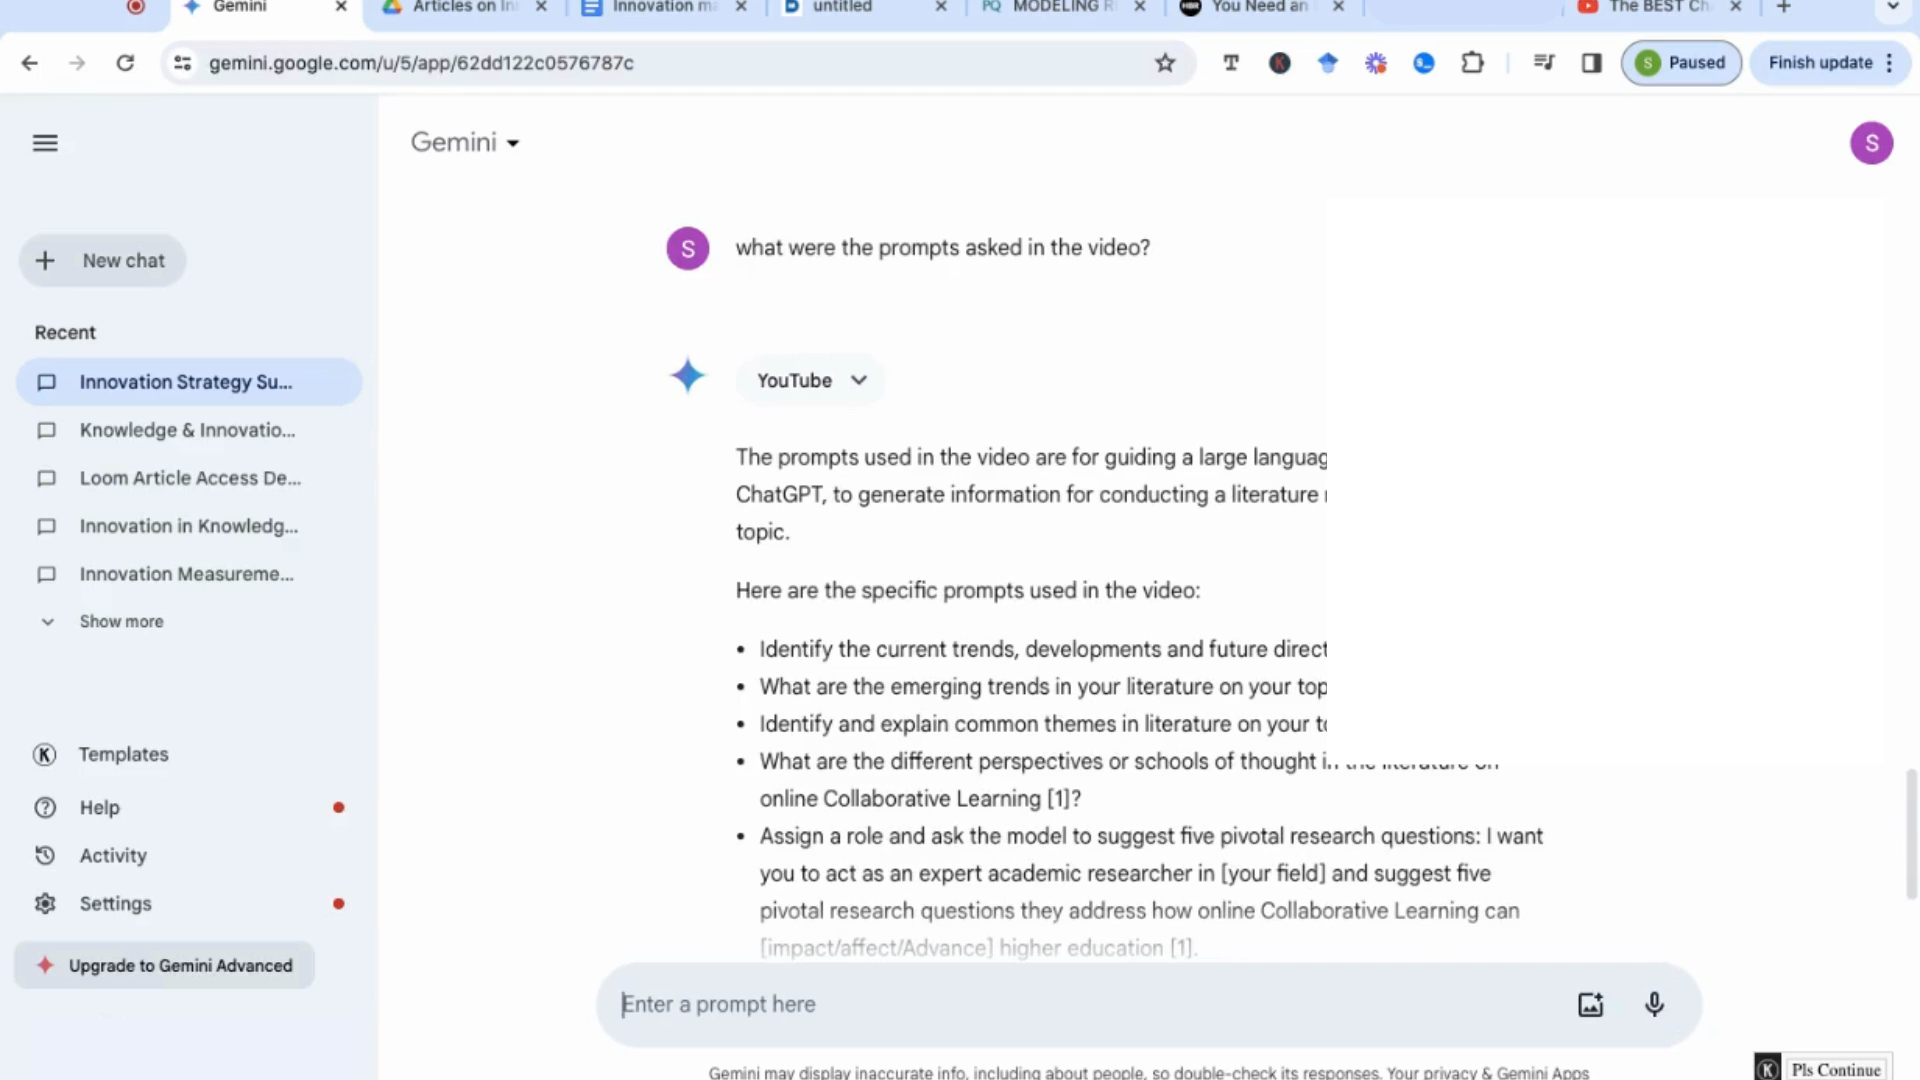 Gemini
Articles on In
Innovation ma
untitled
PQ MODELING R
HBR You Need an
The BEST Ch
gemini.google.com/u/5/app/62dd122c0576787c
T
K
S Paused
Finish update
Gemini
S
New chat
Recent
Innovation Strategy Su...
Knowledge & Innovatio...
Loom Article Access De...
Innovation in Knowledg...
Innovation Measureme...
Show more
K Templates
Help
Activity
Settings
Upgrade to Gemini Advanced
S what were the prompts asked in the video?
YouTube
The prompts used in the video are for guiding a large languag
ChatGPT, to generate information for conducting a literature
topic.
Here are the specific prompts used in the video:
• Identify the current trends, developments and future direct
• What are the emerging trends in your literature on your top
• Identify and explain common themes in literature on your to
• What are the different perspectives or schools of thought in the literature on
online Collaborative Learning [1]?
• Assign a role and ask the model to suggest five pivotal research questions: I want
you to act as an expert academic researcher in [your field] and suggest five
pivotal research questions they address how online Collaborative Learning can
[impact/affect/Advance] higher education [1].
Enter a prompt here
Gemini may display inaccurate info, including about people, so double-check its responses. Your privacy & Gemini Apps
K Pls Continue